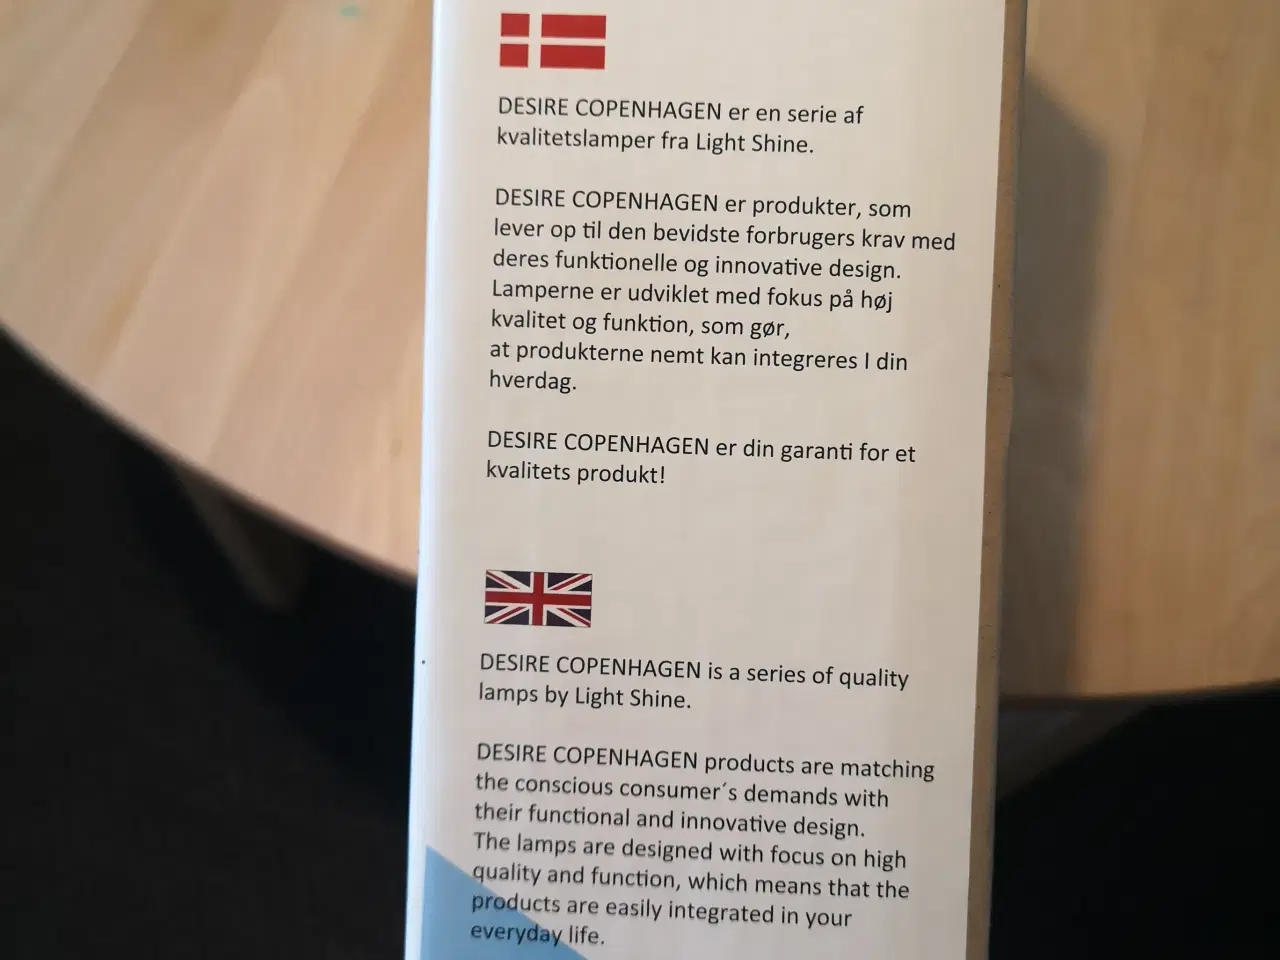 DESIRE COPENHAGEN er en serie af
kvalitetslamper fra Light Shine.
DESIRE COPENHAGEN er produkter, som
lever op til den bevidste forbrugers krav med
deres funktionelle og innovative design.
Lamperne er udviklet med fokus på høj
kvalitet og funktion, som gør,
at produkterne nemt kan integreres I din
hverdag.
DESIRE COPENHAGEN er din garanti for et
kvalitets produkt!
DESIRE COPENHAGEN is a series of quality
lamps by Light Shine.
DESIRE COPENHAGEN products are matching
the conscious consumer´s demands with
their functional and innovative design.
The lamps are designed with focus on high
quality and function, which means that the
products are easily integrated in your
everyday life.